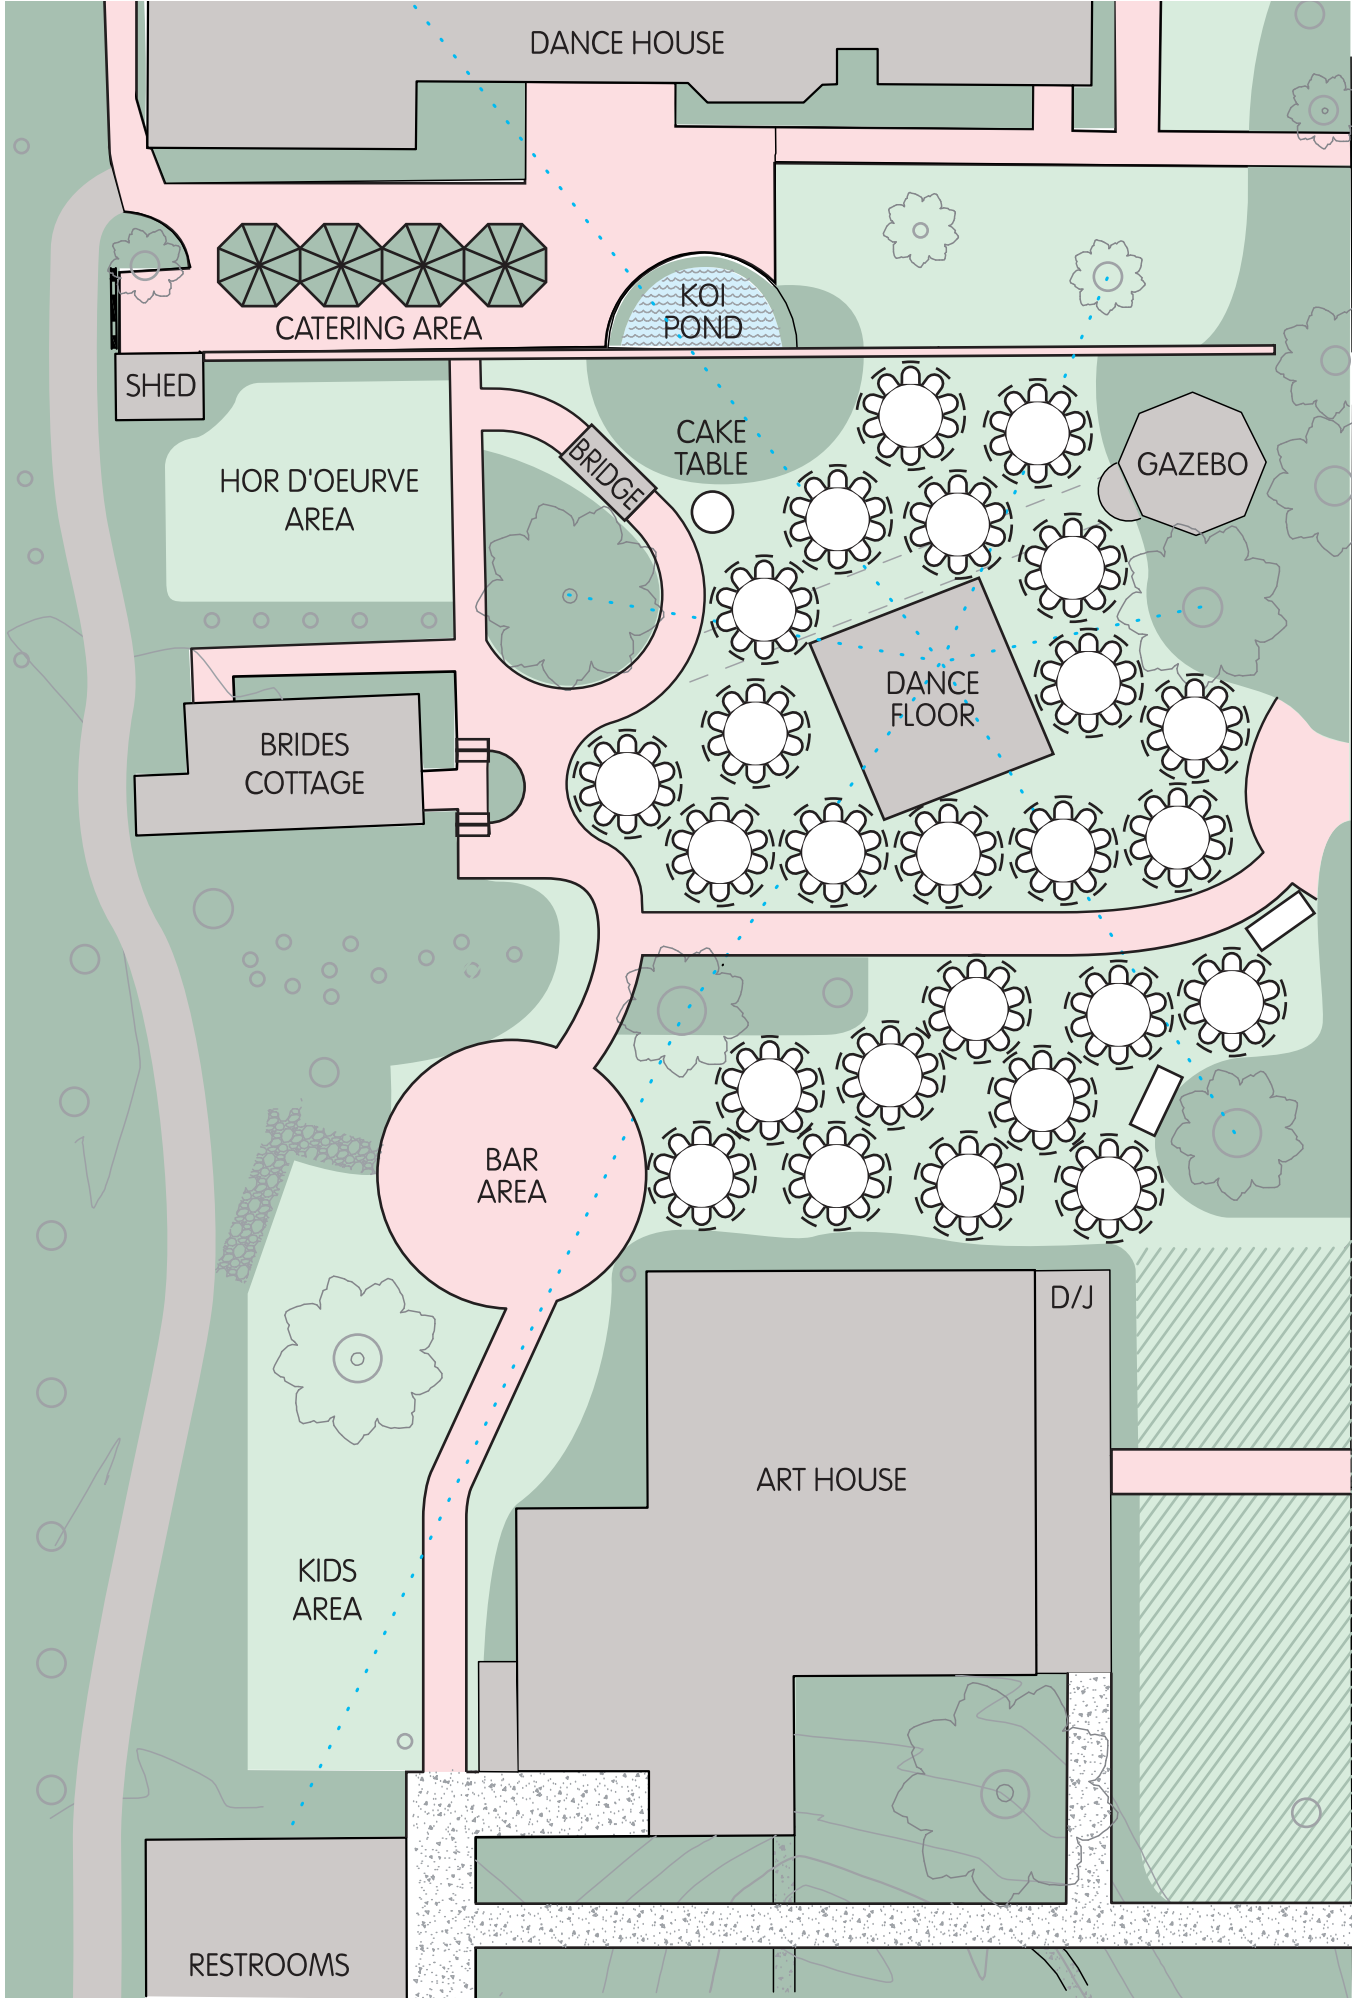 DANCE HOUSE
KOI
POND
CATERING AREA
SHED
CAKE
TABLE
BRIDGE
GAZEBO
HOR D'OEURVE
AREA
DANCE
FLOOR
BRIDES
COTTAGE
BAR
AREA
D/J
ART HOUSE
KIDS
AREA
RESTROOMS